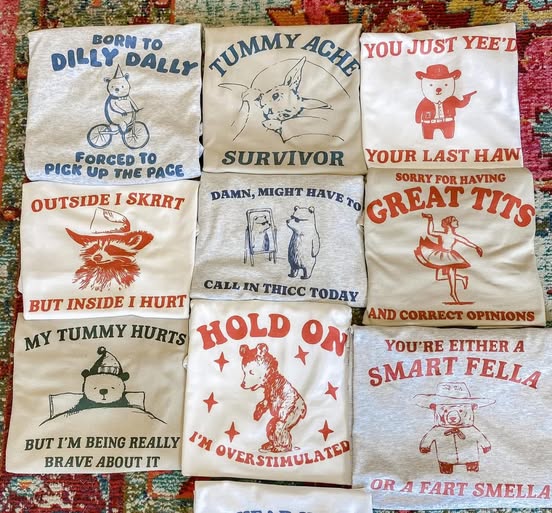 BORN TO
DILLY DALLY
FORCED TO
PICK UP THE PACE
TUMMY ACHE
SURVIVOR
YOU JUST YEE'D
YOUR LAST HAW
OUTSIDE I SKRRT
BUT INSIDE I HURT
DAMN, MIGHT HAVE TO
CALL IN THICC TODAY
SORRY FOR HAVING
GREAT TITS
AND CORRECT OPINIONS
MY TUMMY HURTS
BUT I'M BEING REALLY
BRAVE ABOUT IT
HOLD ON
I'M OVERSTIMULATED
YOU'RE EITHER A
SMART FELLA
OR A FART SMELLA